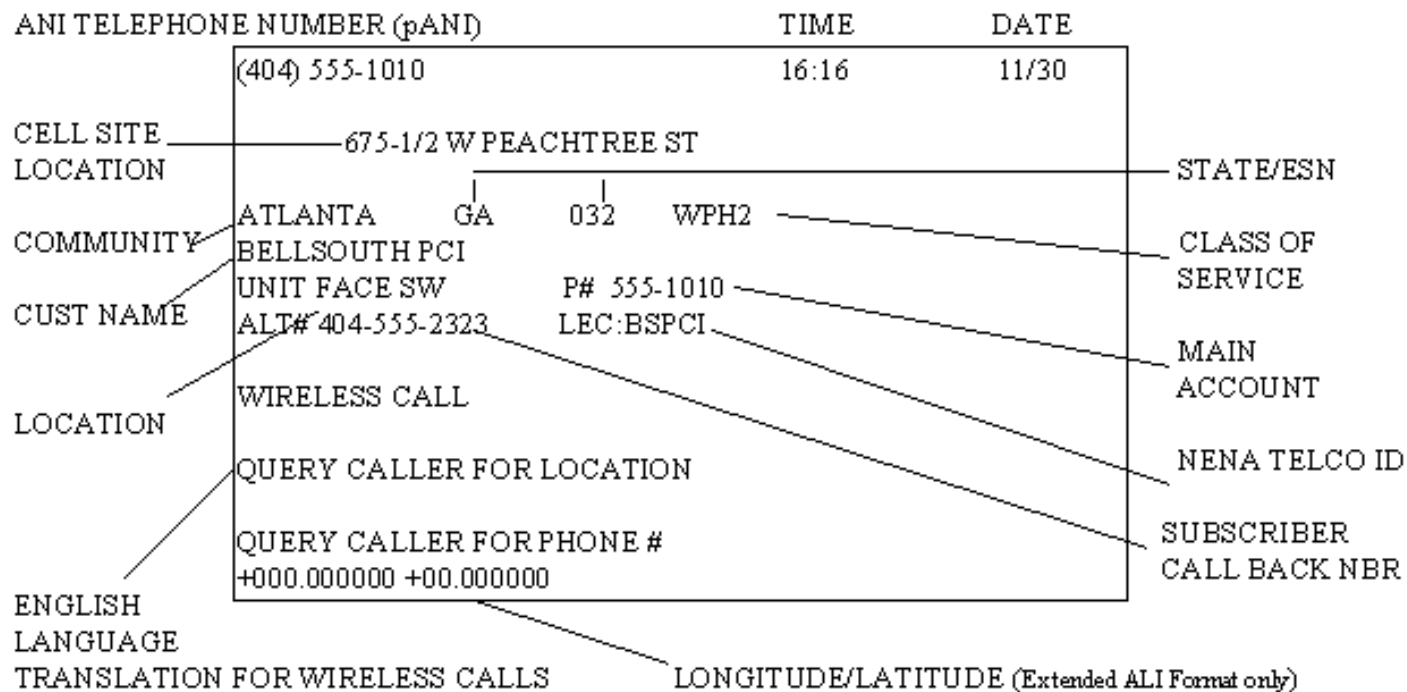 ANI TELEPHONE NUMBER (pANI) TIME DATE
(404) 555-1010 16:16 11/30
CELL SITE
LOCATION
675-1/2 W PEACHTREE ST
STATE/ESN
ATLANTA GA 032 WPH2
COMMUNITY
CLASS OF
SERVICE
BELLSOUTH PCI
UNIT FACE SW P# 555-1010
CUST NAME
ALT# 404-555-2323 LEC:BSPCI
MAIN
ACCOUNT
WIRELESS CALL
LOCATION
QUERY CALLER FOR LOCATION
NENA TELCO ID
QUERY CALLER FOR PHONE #
SUBSCRIBER
CALL BACK NBR
+000.000000 +00.000000
ENGLISH
LANGUAGE
TRANSLATION FOR WIRELESS CALLS
LONGITUDE/LATITUDE (Extended ALI Format only)